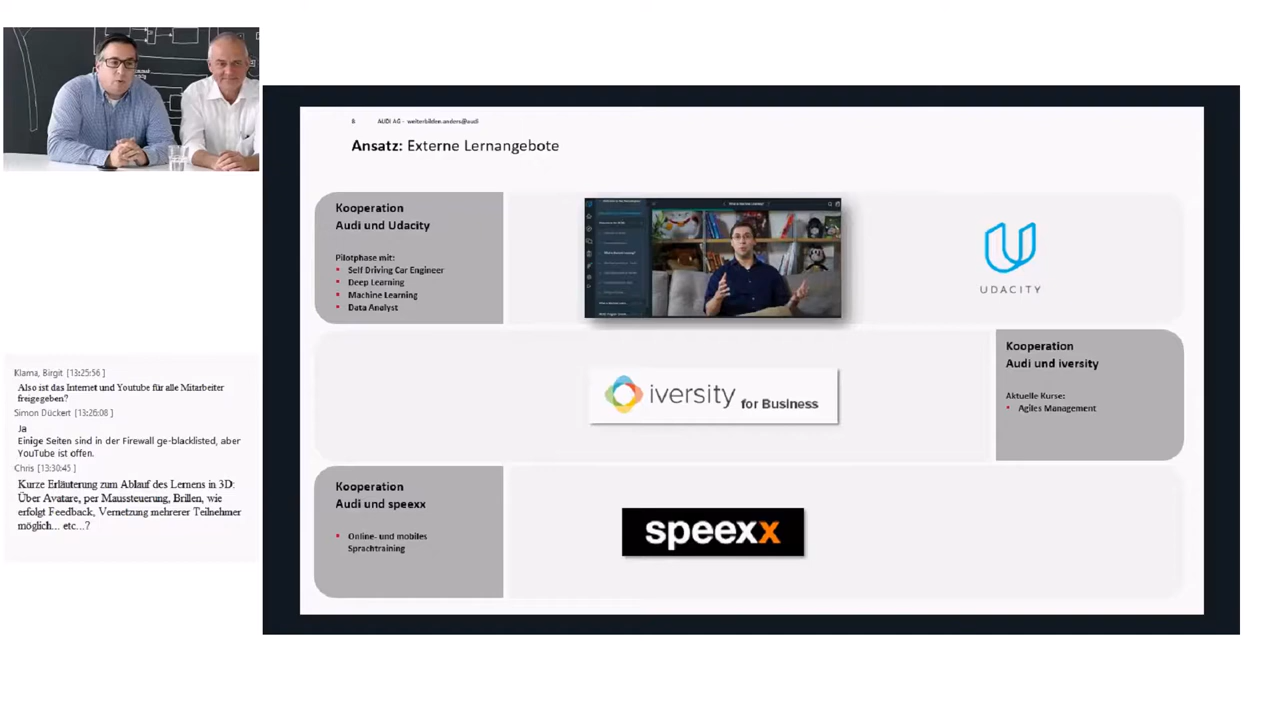 8 AUDI AG - weiterbilden.anders@audi
Ansatz: Externe Lernangebote
Kooperation
Audi und Udacity
Pilotphase mit:
Self Driving Car Engineer
Deep Learning
Machine Learning
Data Analyst
UDACITY
iversity for Business
Kooperation
Audi und iversity
Aktuelle Kurse:
Agiles Management
Kooperation
Audi und speexx
Online- und mobiles
Sprachtraining
speexx
Klama, Birgit [13:25:56]
Also ist das Internet und Youtube für alle Mitarbeiter
freigegeben?
Simon Dückert [13:26:08]
Ja
Einige Seiten sind in der Firewall ge-blacklisted, aber
YouTube ist offen.
Chris [13:30:45]
Kurze Erläuterung zum Ablauf des Lernens in 3D:
Über Avatare, per Maussteuerung, Brillen, wie
erfolgt Feedback, Vernetzung mehrerer Teilnehmer
möglich... etc...?